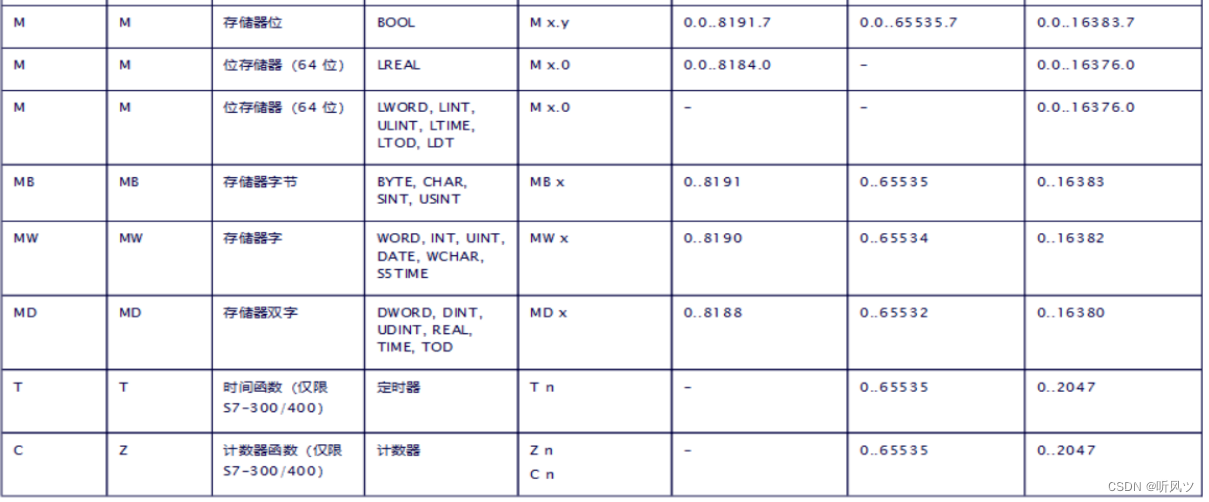 M M 存储器位 BOOL M x.y 0.0..8191.7 0.0..65535.7 0.0..16383.7
M M 位存储器（64 位） LREAL M x.0 0.0..8184.0 – 0.0..16376.0
M M 位存储器（64 位） LWORD, LINT, M x.0 – – 0.0..16376.0
ULINT, LTIME,
LTOD, LDT
MB MB 存储器字节 BYTE, CHAR, MB x 0..8191 0..65535 0..16383
SINT, USINT
MW MW 存储器字 WORD, INT, UINT, MW x 0..8190 0..65534 0..16382
DATE, WCHAR,
S5TIME
MD MD 存储器双字 DWORD, DINT, MD x 0..8188 0..65532 0..16380
UDINT, REAL,
TIME, TOD
T T 时间函数（仅限 定时器 T n – 0..65535 0..2047
S7-300/400）
C Z 计数器函数（仅限 计数器 Z n – 0..65535 0..2047
S7-300/400） C n
CSDN @听风ツ